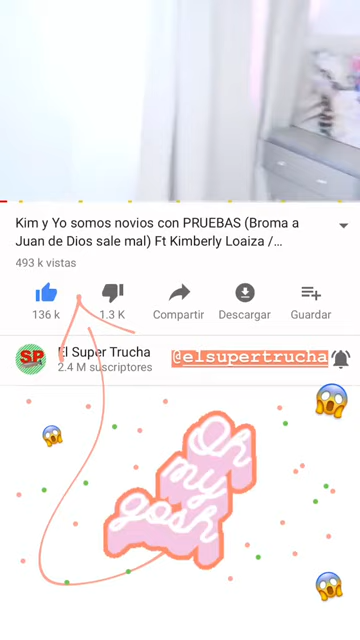 Kim y Yo somos novios con PRUEBAS (Broma a
Juan de Dios sale mal) Ft Kimberly Loaiza /...
493 k vistas
136 k
1.3 K
Compartir
Descargar
Guardar
SP
El Super Trucha
2.4 M suscriptores
@elsupertrucha
Oh
my
gosh